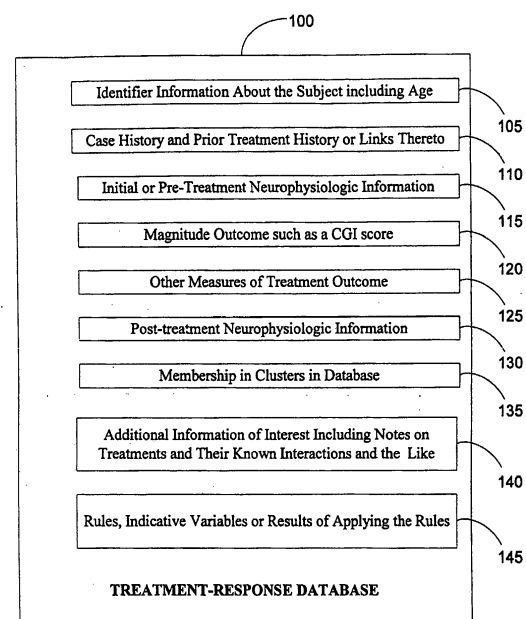 100
Identifier Information About the Subject including Age
105
Case History and Prior Treatment History or Links Thereto
110
Initial or Pre-Treatment Neurophysiologic Information
115
Magnitude Outcome such as a CGI score
120
Other Measures of Treatment Outcome
125
Post-treatment Neurophysiologic Information
130
Membership in Clusters in Database
135
Additional Information of Interest Including Notes on
Treatments and Their Known Interactions and the Like
140
Rules, Indicative Variables or Results of Applying the Rules
145
TREATMENT-RESPONSE DATABASE